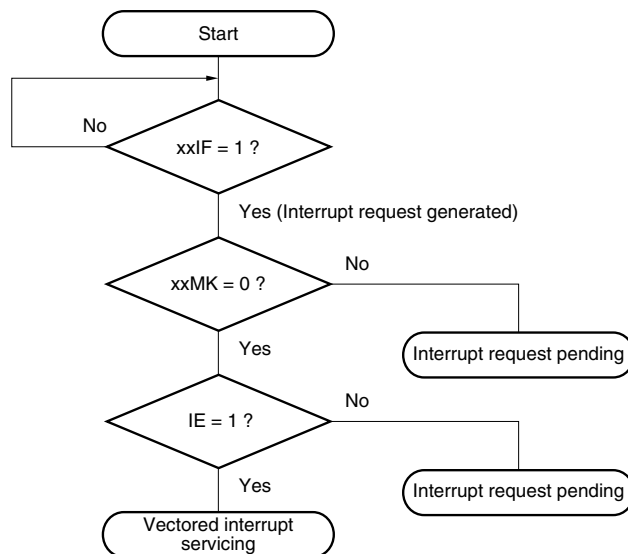 Start
No
xxIF = 1 ?
Yes (Interrupt request generated)
No
xxMK = 0 ?
Interrupt request pending
Yes
No
IE = 1 ?
Yes
Interrupt request pending
Vectored interrupt
servicing